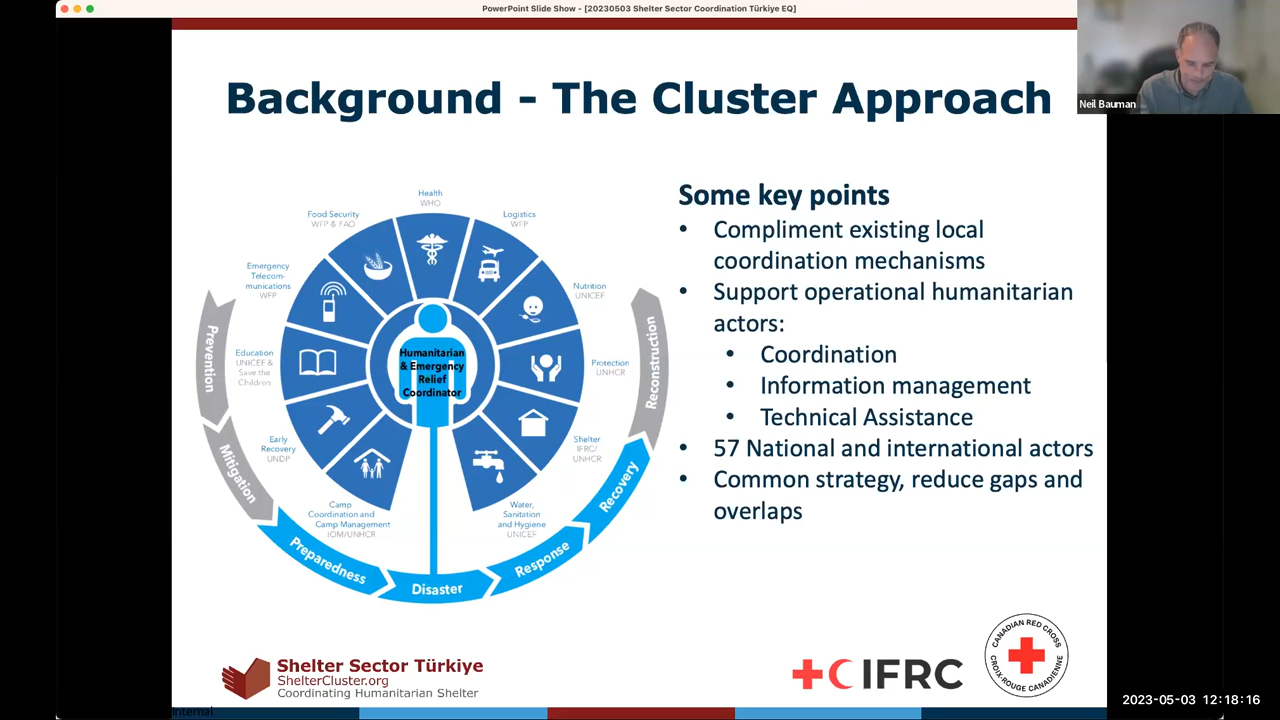 PowerPoint Slide Show - [20230503 Shelter Sector Coordination Türkiye EQ]
Neil Bauman
Background - The Cluster Approach
Health
WHO
Food Security
WFP & FAO
Logistics
WFP
Emergency
Telecom-
munications
WFP
Nutrition
UNICEF
Education
UNICEF &
Save the
Children
Protection
UNHCR
Early
Recovery
UNDP
Shelter
IFRC/
UNHCR
Camp
Coordination and
Camp Management
IOM/UNHCR
Water,
Sanitation
and Hygiene
UNICEF
Humanitarian
& Emergency
Relief
Coordinator
Prevention
Mitigation
Preparedness
Disaster
Response
Recovery
Reconstruction
Some key points
• Compliment existing local
coordination mechanisms
• Support operational humanitarian
actors:
• Coordination
• Information management
• Technical Assistance
• 57 National and international actors
• Common strategy, reduce gaps and
overlaps
Shelter Sector Türkiye
ShelterCluster.org
Coordinating Humanitarian Shelter
IFRC
CANADIAN RED CROSS
CROIX-ROUGE CANADIENNE
2023-05-03 12:18:16
Internal